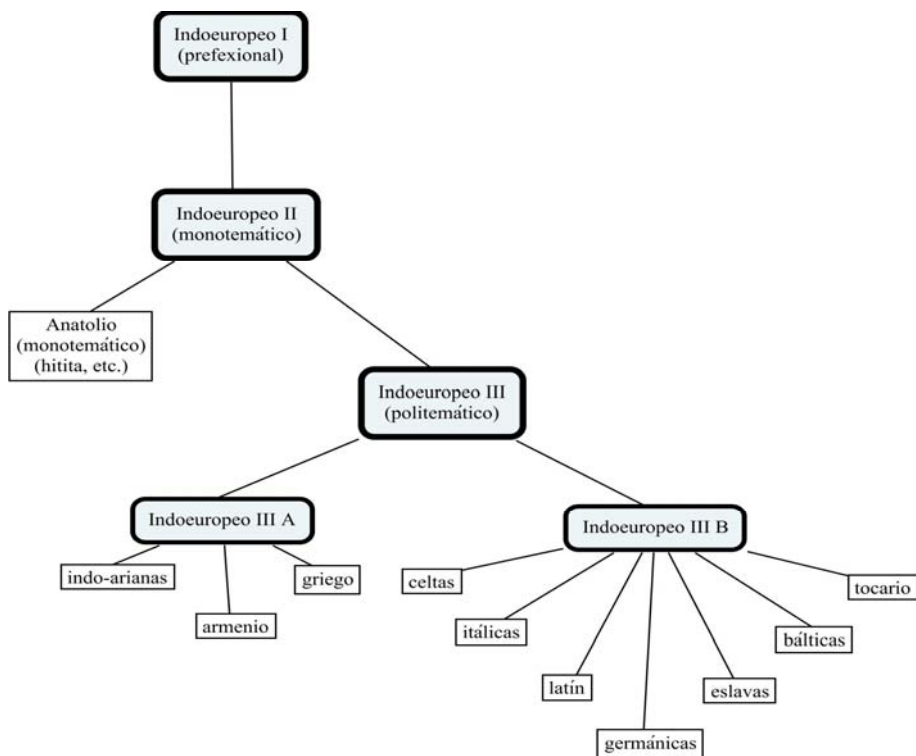 Indoeuropeo I
(prefexional)
Indoeuropeo II
(monotemático)
Anatolio
(monotemático)
(hitita, etc.)
Indoeuropeo III
(politemático)
Indoeuropeo III A
Indoeuropeo III B
indo-arianas
griego
armenio
celtas
tocario
itálicas
bálticas
latín
eslavas
germánicas